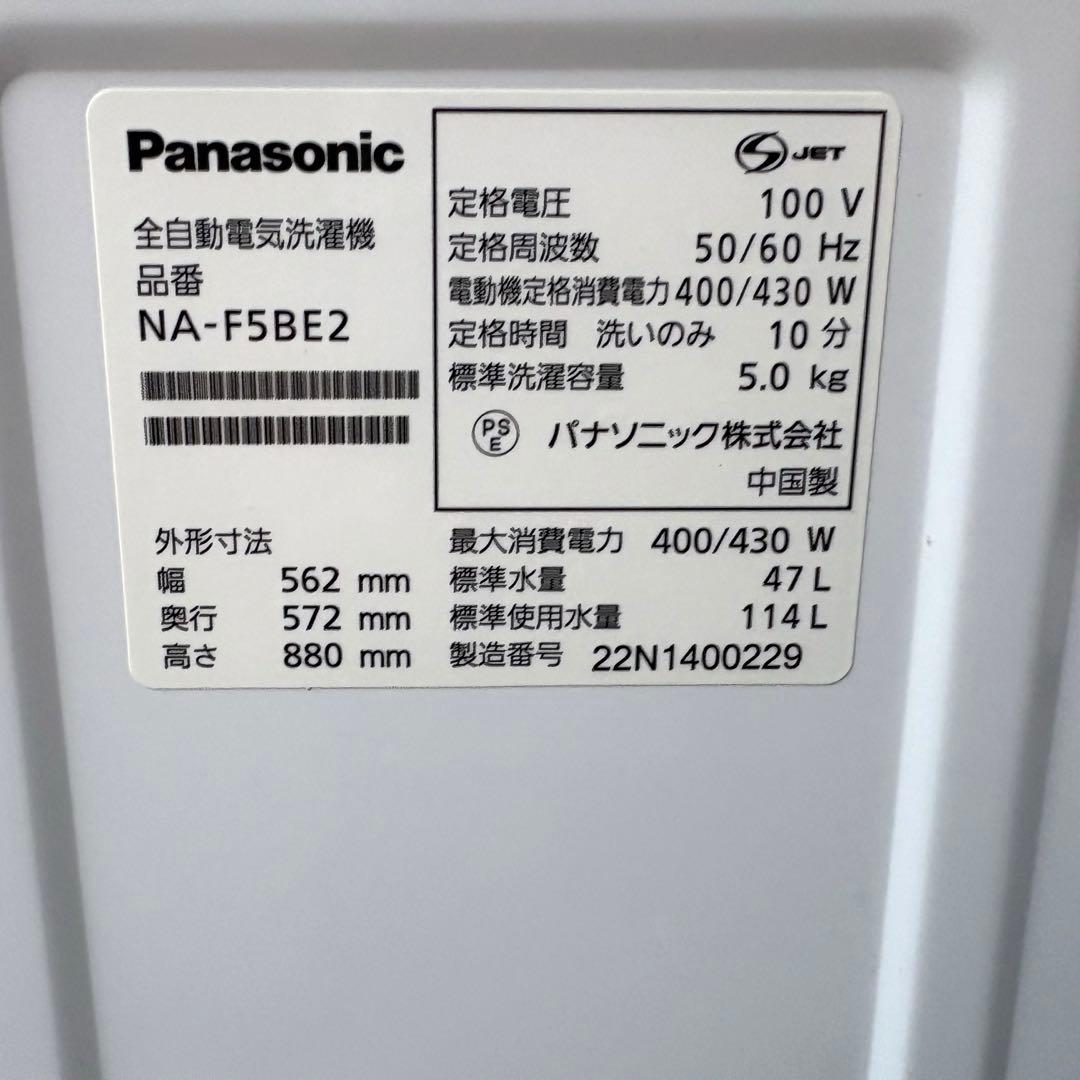 Panasonic
全自動電気洗濯機
品番
NA-F5BE2
S JET
定格電圧 100 V
定格周波数 50/60 Hz
電動機定格消費電力 400/430 W
定格時間 洗いのみ 10 分
標準洗濯容量 5.0 kg
PSE パナソニック株式会社
中国製
外形寸法
幅 562 mm
奥行 572 mm
高さ 880 mm
最大消費電力 400/430 W
標準水量 47 L
標準使用水量 114 L
製造番号 22N1400229